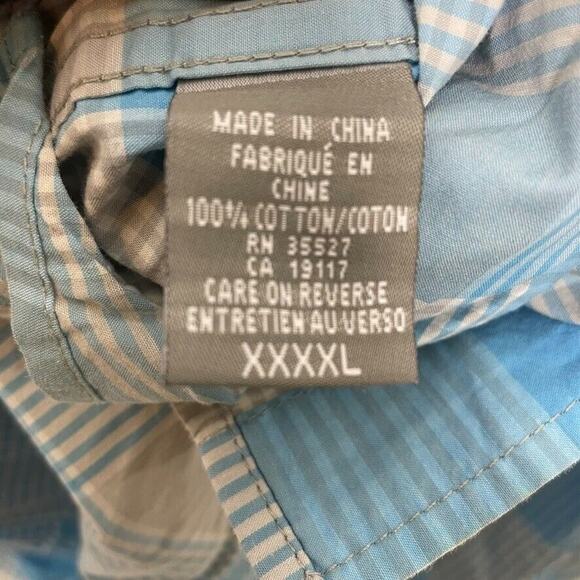 MADE IN CHINA
FABRIQUÉ EN
CHINE
100% COTTON/COTON
RN 35527
CA 19117
CARE ON REVERSE
ENTRETIEN AU VERSO
XXXXL